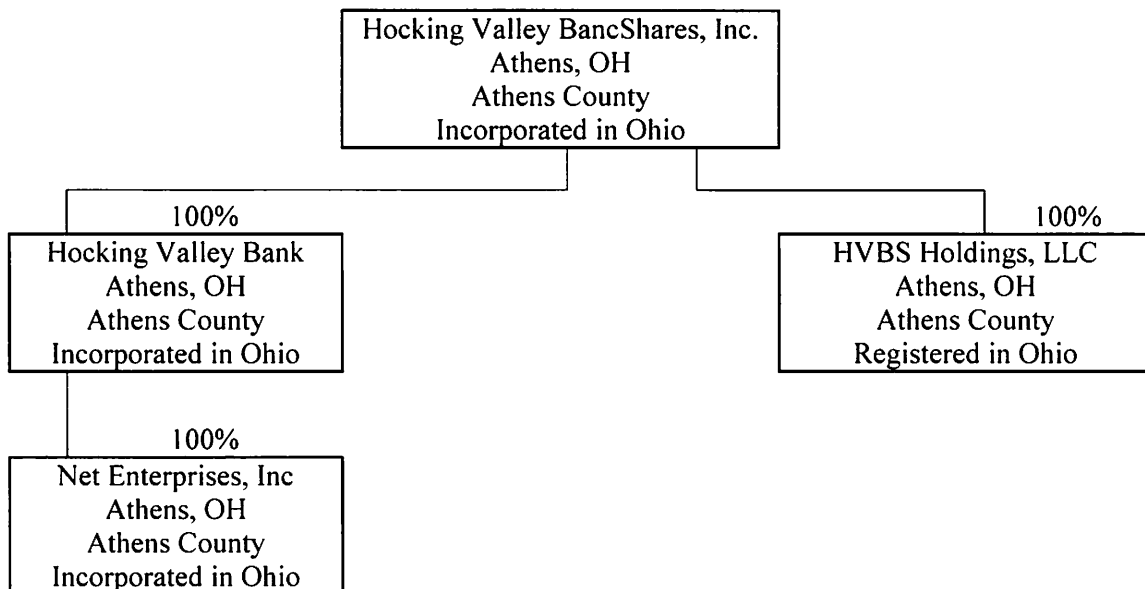 Hocking Valley BancShares, Inc.
Athens, OH
Athens County
Incorporated in Ohio
100%
Hocking Valley Bank
Athens, OH
Athens County
Incorporated in Ohio
100%
HVBS Holdings, LLC
Athens, OH
Athens County
Registered in Ohio
100%
Net Enterprises, Inc
Athens, OH
Athens County
Incorporated in Ohio